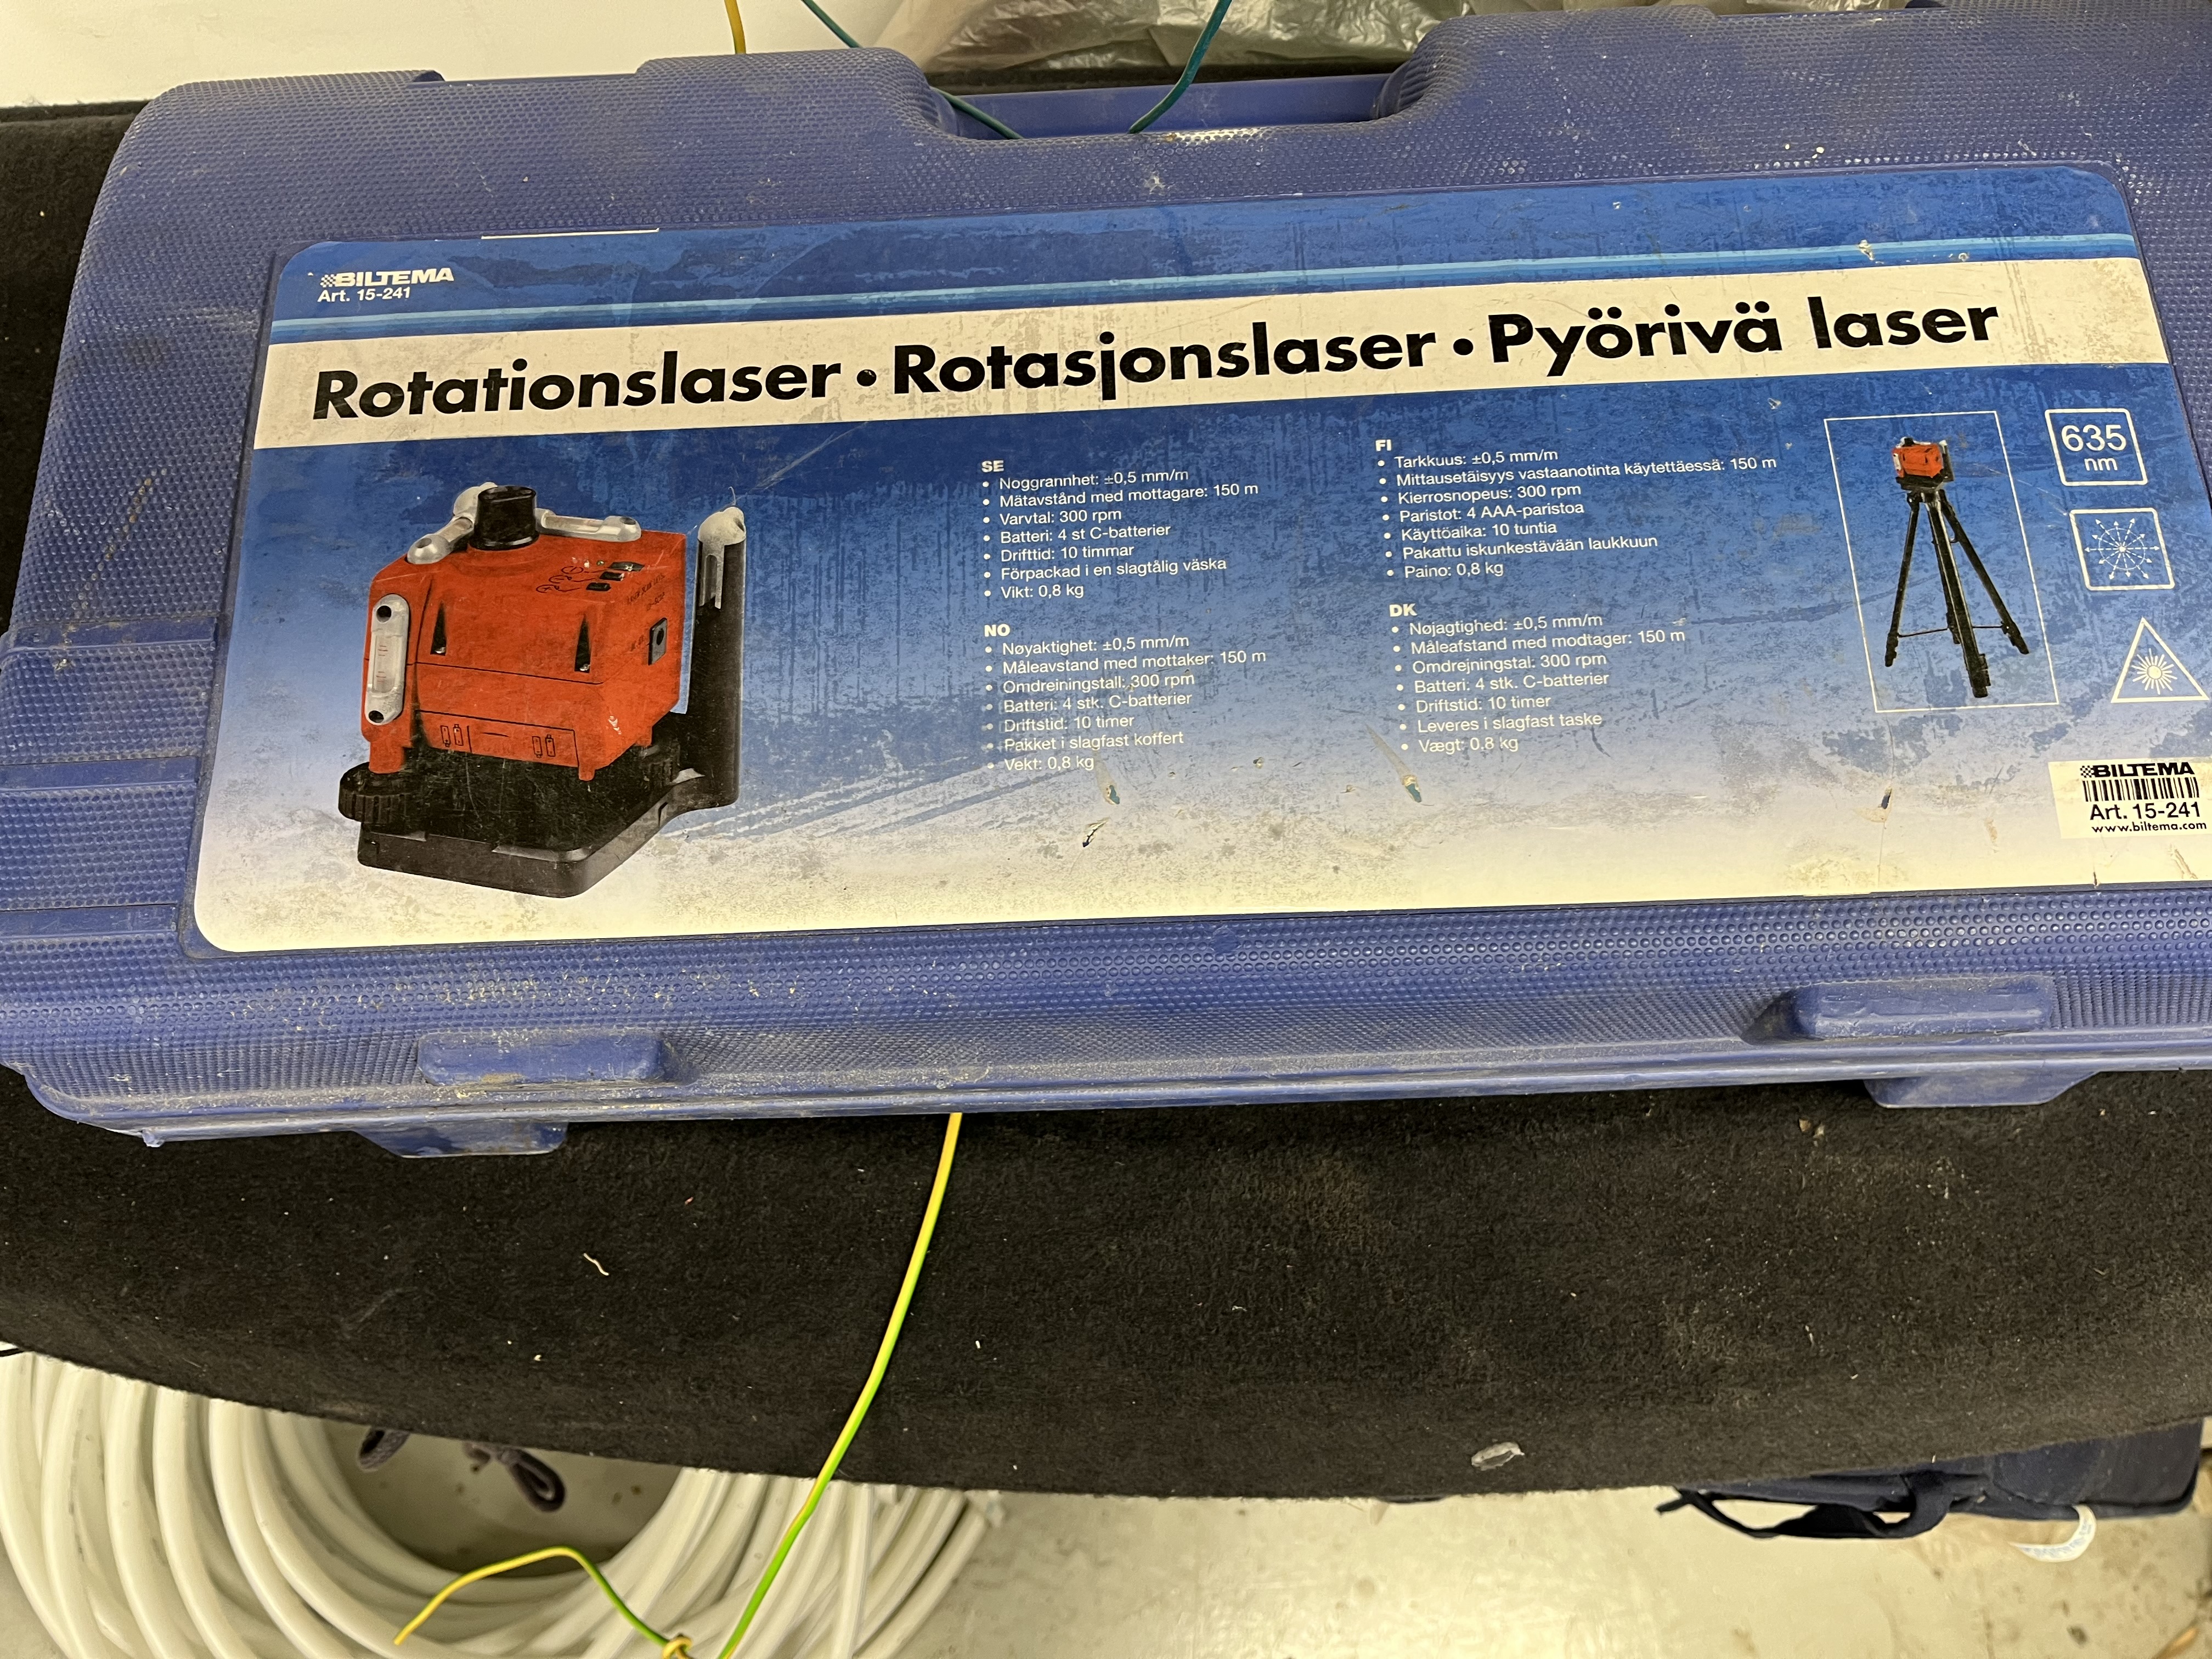 BILTEMA
Art. 15-241
Rotationslaser • Rotasjonslaser • Pyörivä laser
SE
• Noggrannhet: ±0,5 mm/m
• Mätavstånd med mottagare: 150 m
• Varvtal: 300 rpm
• Batteri: 4 st C-batterier
• Drifttid: 10 timmar
• Förpackad i en slagtålig väska
• Vikt: 0,8 kg
NO
• Nøyaktighet: ±0,5 mm/m
• Måleavstand med mottaker: 150 m
• Omdreiningstall: 300 rpm
• Batteri: 4 stk. C-batterier
• Driftstid: 10 timer
• Pakket i slagfast koffert
• Vekt: 0,8 kg
FI
• Tarkkuus: ±0,5 mm/m
• Mittausetäisyys vastaanotinta käytettäessä: 150 m
• Kierrosnopeus: 300 rpm
• Paristot: 4 AAA-paristoa
• Käyttöaika: 10 tuntia
• Pakattu iskunkestävään laukkuun
• Paino: 0,8 kg
DK
• Nøjagtighed: ±0,5 mm/m
• Måleafstand med modtager: 150 m
• Omdrejningstal: 300 rpm
• Batteri: 4 stk. C-batterier
• Driftstid: 10 timer
• Leveres i slagfast taske
• Vægt: 0,8 kg
635
nm
BILTEMA
Art. 15-241
www.biltema.com